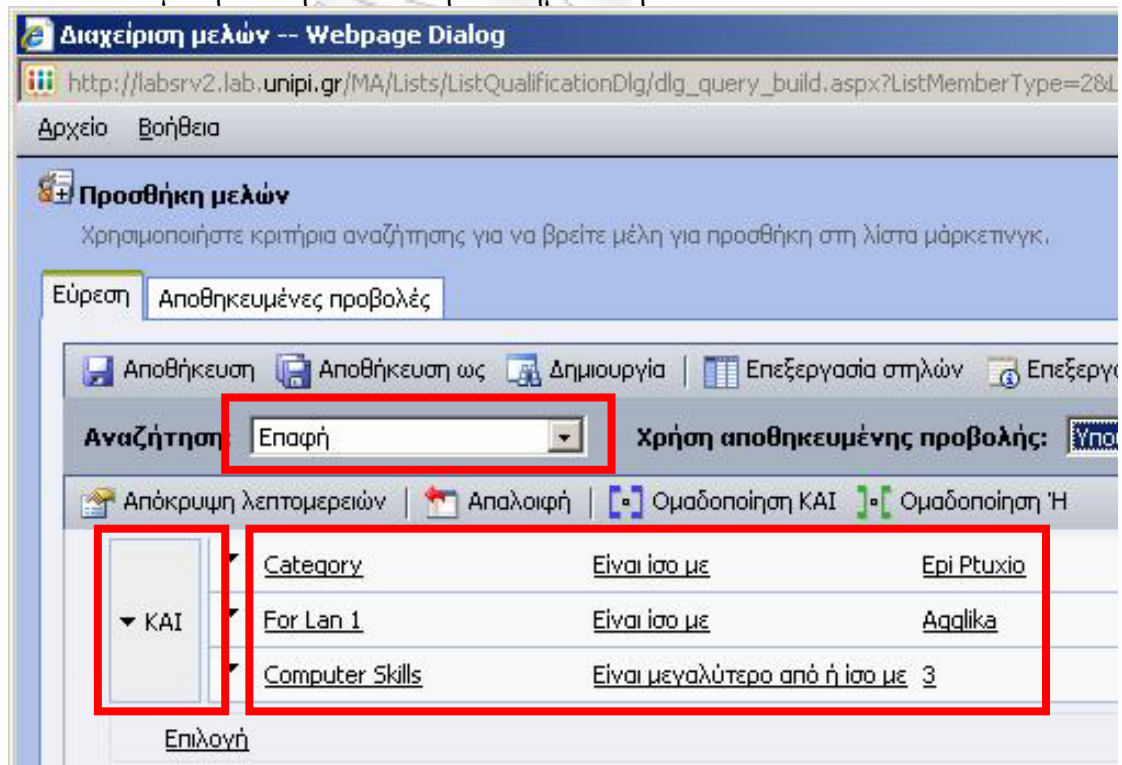 Διαχείριση μελών -- Webpage Dialog
http://labsrv2.lab.unipi.gr/MA/Lists/ListQualificationDlg/dlg_query_build.aspx?ListMemberType=2&L
Αρχείο Βοήθεια
Προσθήκη μελών
Χρησιμοποιήστε κριτήρια αναζήτησης για να βρείτε μέλη για προσθήκη στη λίστα μάρκετινγκ.
Εύρεση Αποθηκευμένες προβολές
Αποθήκευση Αποθήκευση ως Δημιουργία Επεξεργασία στηλών Επεξεργα
Αναζήτηση: Επαφή Χρήση αποθηκευμένης προβολής:
Απόκρυψη λεπτομερειών Απαλοιφή Ομαδοποίηση ΚΑΙ Ομαδοποίηση Ή
Category Είναι ίσο με Epi Ptuxio
ΚΑΙ For Lan 1 Είναι ίσο με Agglika
Computer Skills Είναι μεγαλύτερο από ή ίσο με 3
Επιλογή